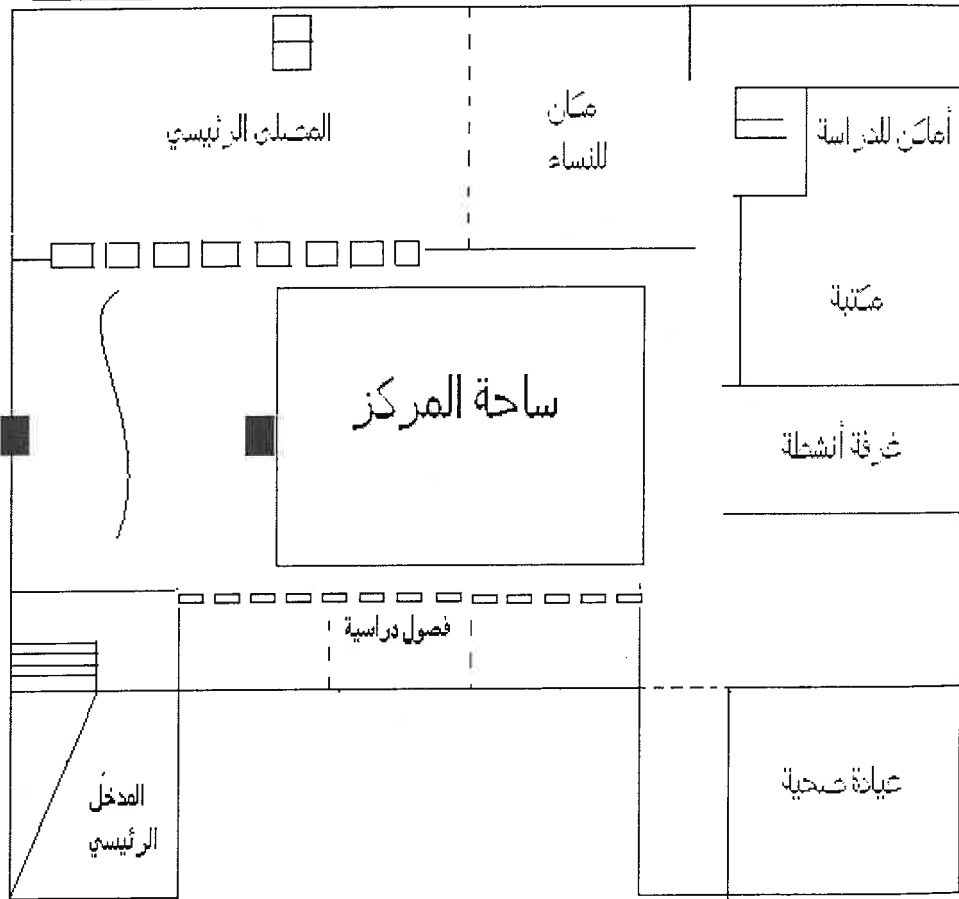 المصلى الرئيسي
مكان
للنساء
أماكن للدراسة
مكتبة
ساحة المركز
غرفة أنشطة
فصول دراسية
عيادة صحية
المدخل
الرئيسي